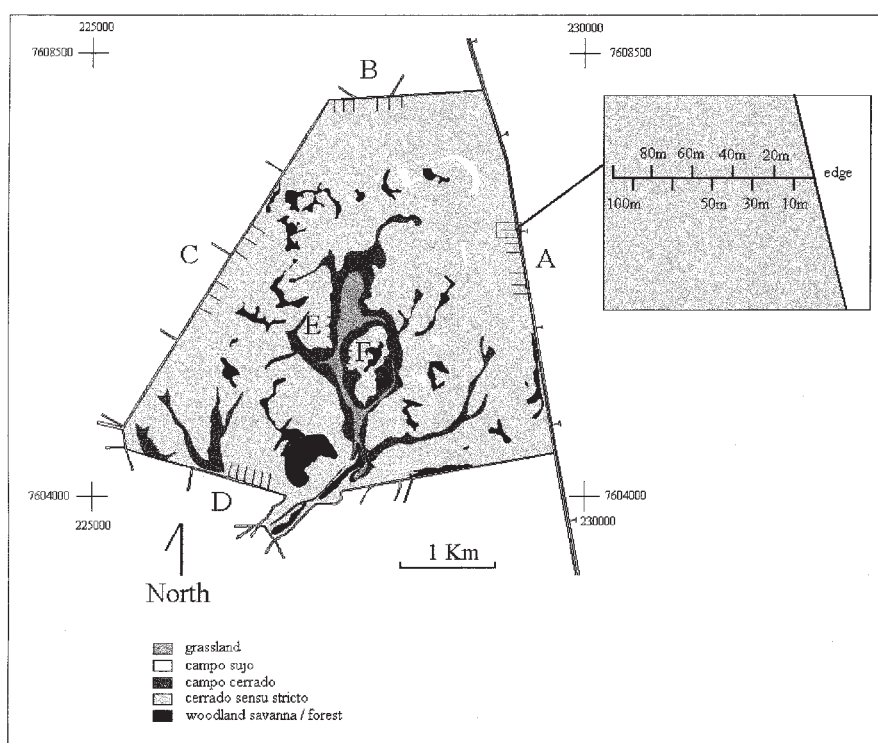 225000
230000
7608500
7608500
B
80m 60m 40m 20m
edge
100m 50m 30m 10m
C
A
E
F
7604000
7604000
D
225000
230000
1 Km
North
grassland
campo sujo
campo cerrado
cerrado sensu stricto
woodland savanna / forest